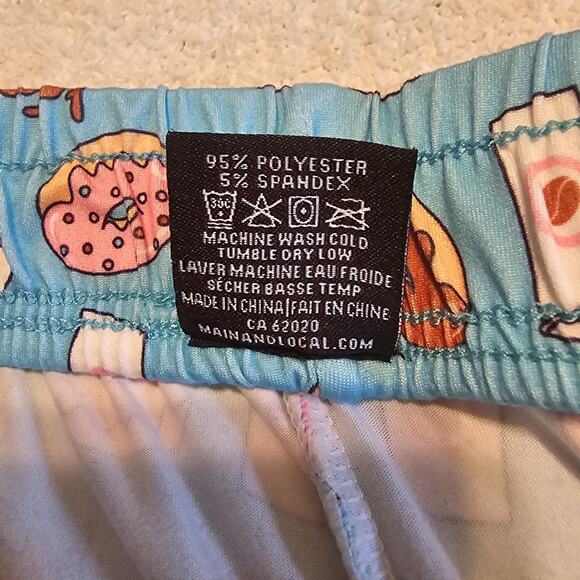 95% POLYESTER
5% SPANDEX
30C
MACHINE WASH COLD
TUMBLE DRY LOW
LAVER MACHINE EAU FROIDE
SÉCHER BASSE TEMP
MADE IN CHINA|FAIT EN CHINE
CA 62020
MAINANDLOCAL.COM